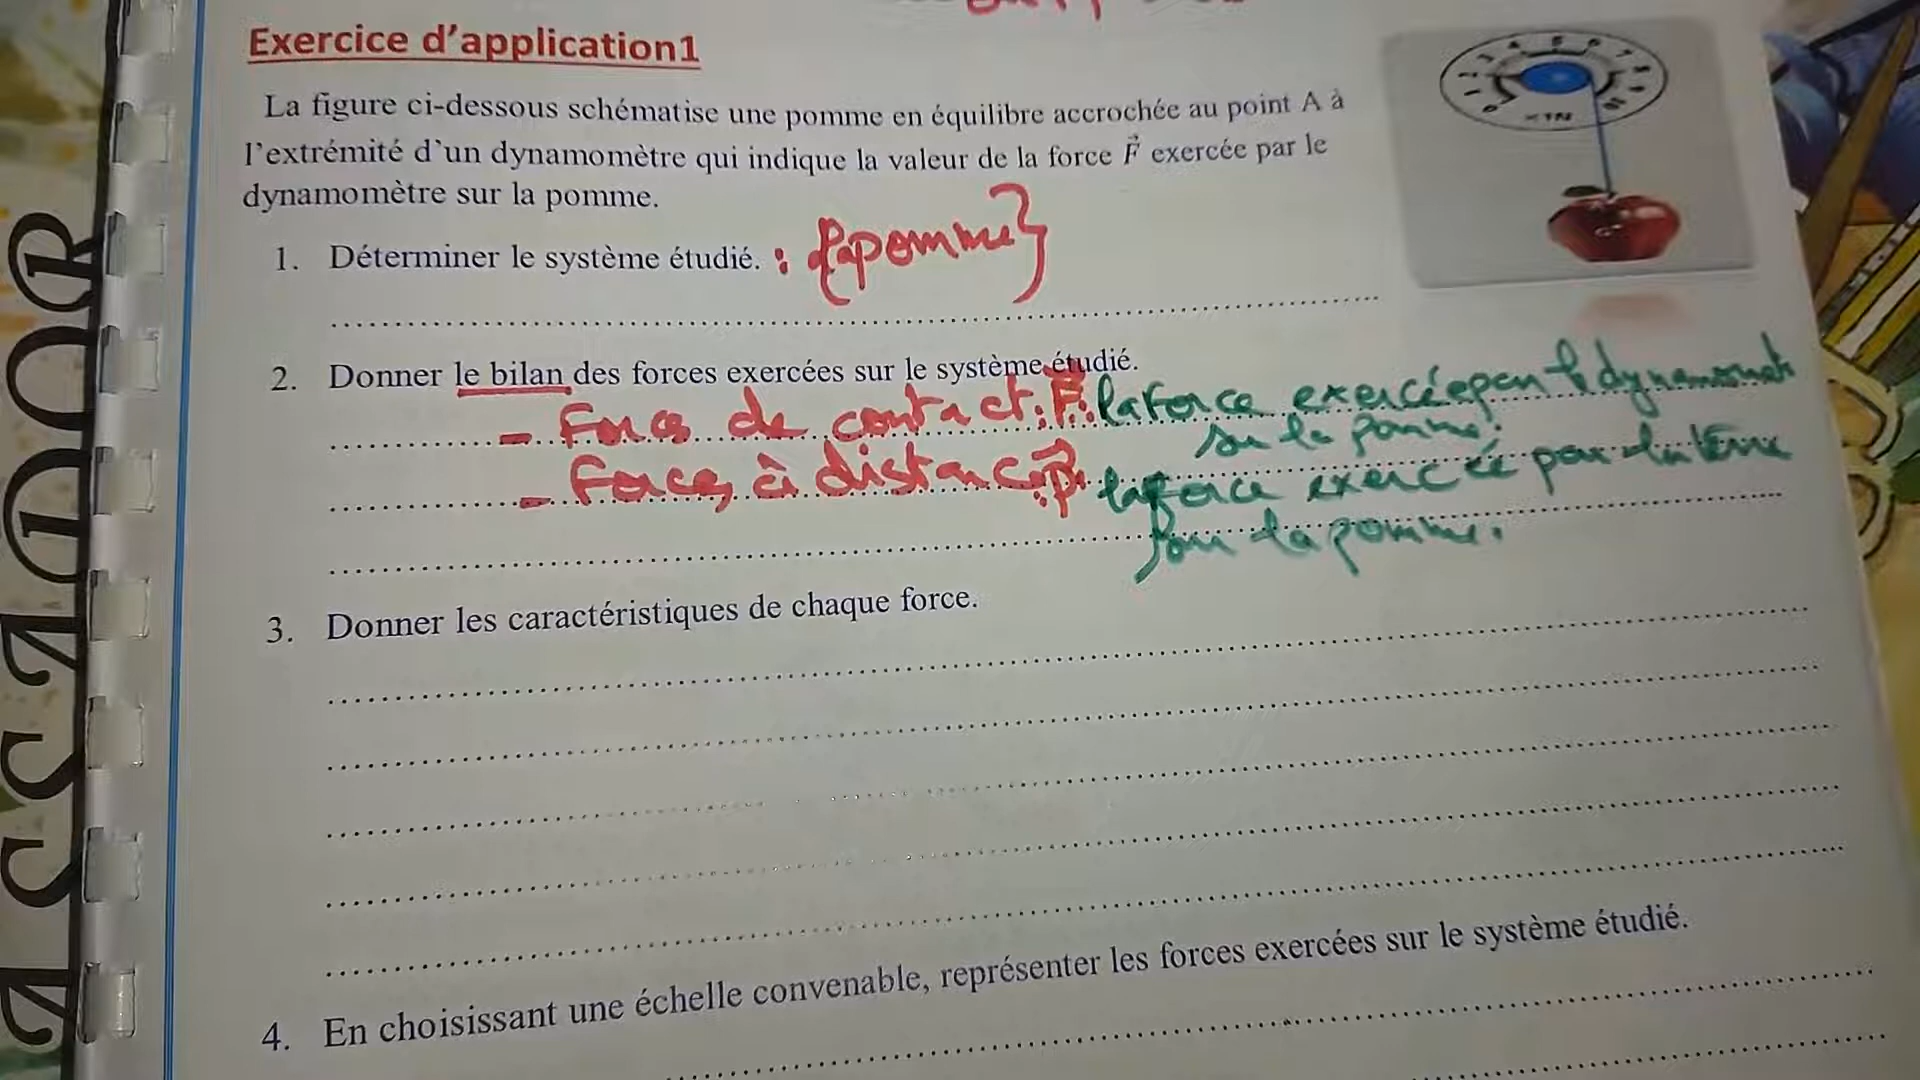 Exercice d'application1
La figure ci-dessous schématise une pomme en équilibre accrochée au point A à
l'extrémité d'un dynamomètre qui indique la valeur de la force F⃗ exercée par le
dynamomètre sur la pomme.
1. Déterminer le système étudié. : {la pomme}
2. Donner le bilan des forces exercées sur le système étudié.
- Forces de contact : F⃗ : la force exercée par le dynamomètre
sur la pomme.
- Forces à distance : P⃗ : la force exercée par la terre
sur la pomme.
3. Donner les caractéristiques de chaque force.
4. En choisissant une échelle convenable, représenter les forces exercées sur le système étudié.
ASSADOR